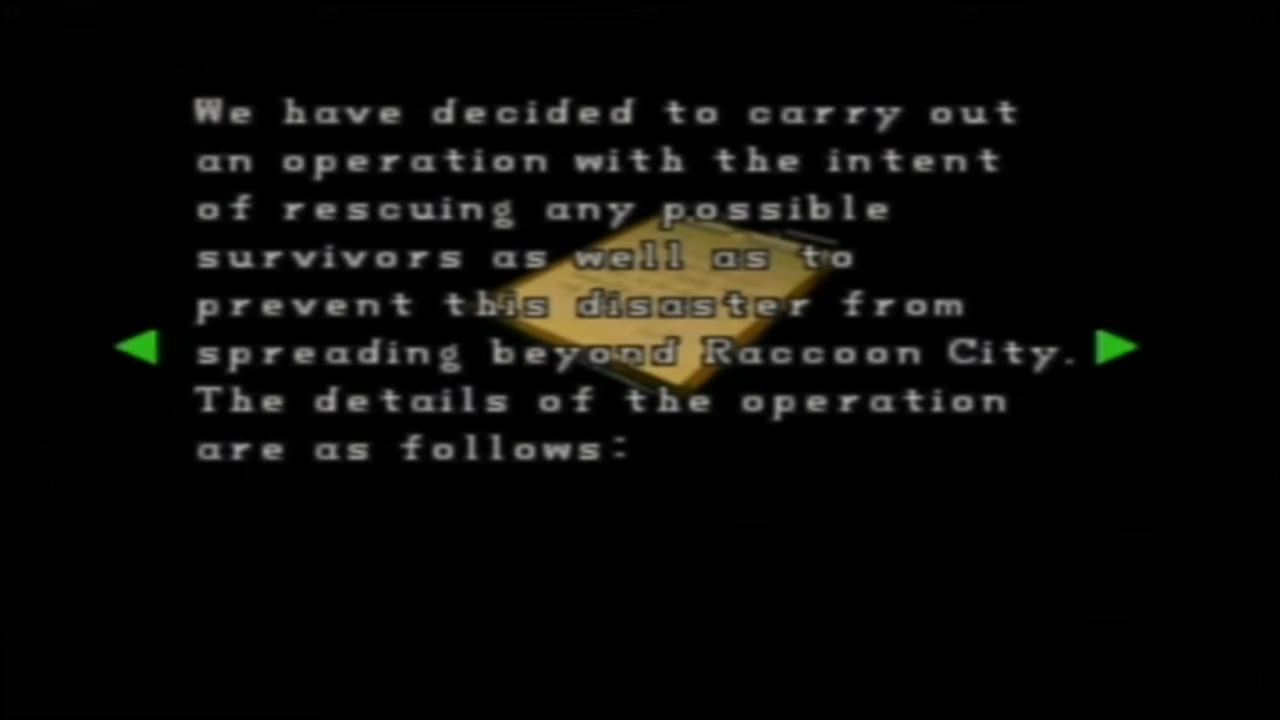 We have decided to carry out
an operation with the intent
of rescuing any possible
survivors as well as to
prevent this disaster from
spreading beyond Raccoon City.
The details of the operation
are as follows: